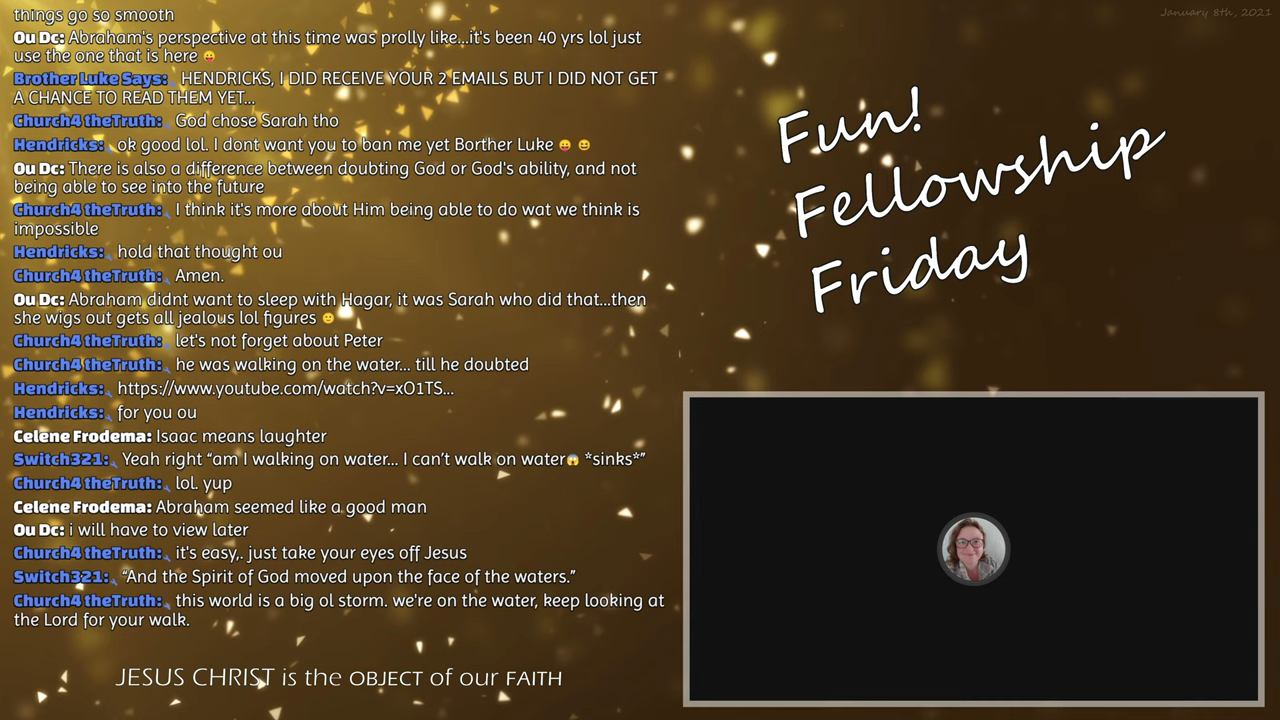 things go so smooth
Ou Dc: Abraham's perspective at this time was prolly like...it's been 40 yrs lol just
use the one that is here 😛
Brother Luke Says: HENDRICKS, I DID RECEIVE YOUR 2 EMAILS BUT I DID NOT GET
A CHANCE TO READ THEM YET...
Church4 theTruth: God chose Sarah tho
Hendricks: ok good lol. I dont want you to ban me yet Borther Luke 😛 😄
Ou Dc: There is also a difference between doubting God or God's ability, and not
being able to see into the future
Church4 theTruth: I think it's more about Him being able to do wat we think is
impossible
Hendricks: hold that thought ou
Church4 theTruth: Amen.
Ou Dc: Abraham didnt want to sleep with Hagar, it was Sarah who did that...then
she wigs out gets all jealous lol figures 🙂
Church4 theTruth: let's not forget about Peter
Church4 theTruth: he was walking on the water... till he doubted
Hendricks: https://www.youtube.com/watch?v=xO1TS...
Hendricks: for you ou
Celene Frodema: Isaac means laughter
Switch321: Yeah right “am I walking on water... I can’t walk on water😱 *sinks*”
Church4 theTruth: lol. yup
Celene Frodema: Abraham seemed like a good man
Ou Dc: i will have to view later
Church4 theTruth: it's easy,. just take your eyes off Jesus
Switch321: “And the Spirit of God moved upon the face of the waters.”
Church4 theTruth: this world is a big ol storm. we're on the water, keep looking at
the Lord for your walk.
JESUS CHRIST is the OBJECT of our FAITH
January 8th, 2021
Fun!
Fellowship
Friday